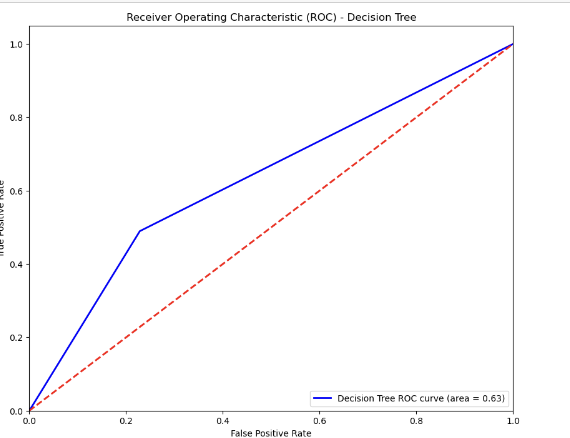 Receiver Operating Characteristic (ROC) - Decision Tree
1.0
0.8
0.6
0.4
0.2
0.0
Positive Rate
0.0 0.2 0.4 0.6 0.8 1.0
False Positive Rate
Decision Tree ROC curve (area = 0.63)